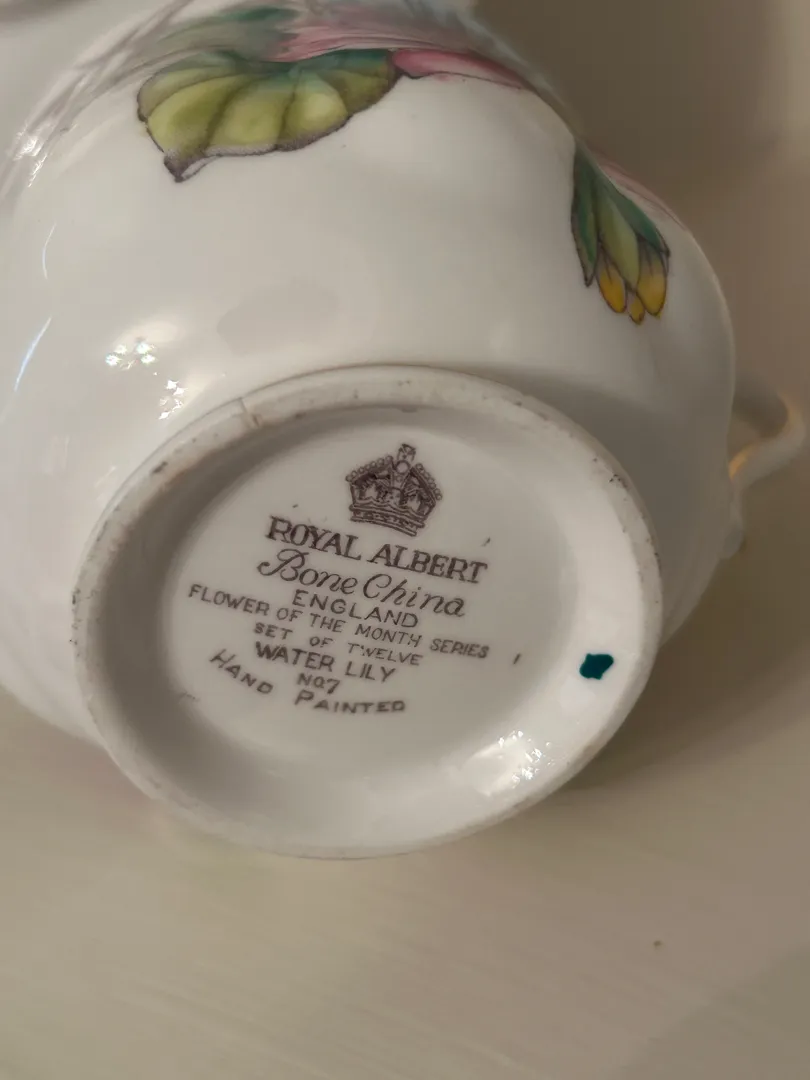 ROYAL ALBERT
Bone China
ENGLAND
FLOWER OF THE MONTH SERIES
SET OF TWELVE
WATER LILY
No7
HAND PAINTED